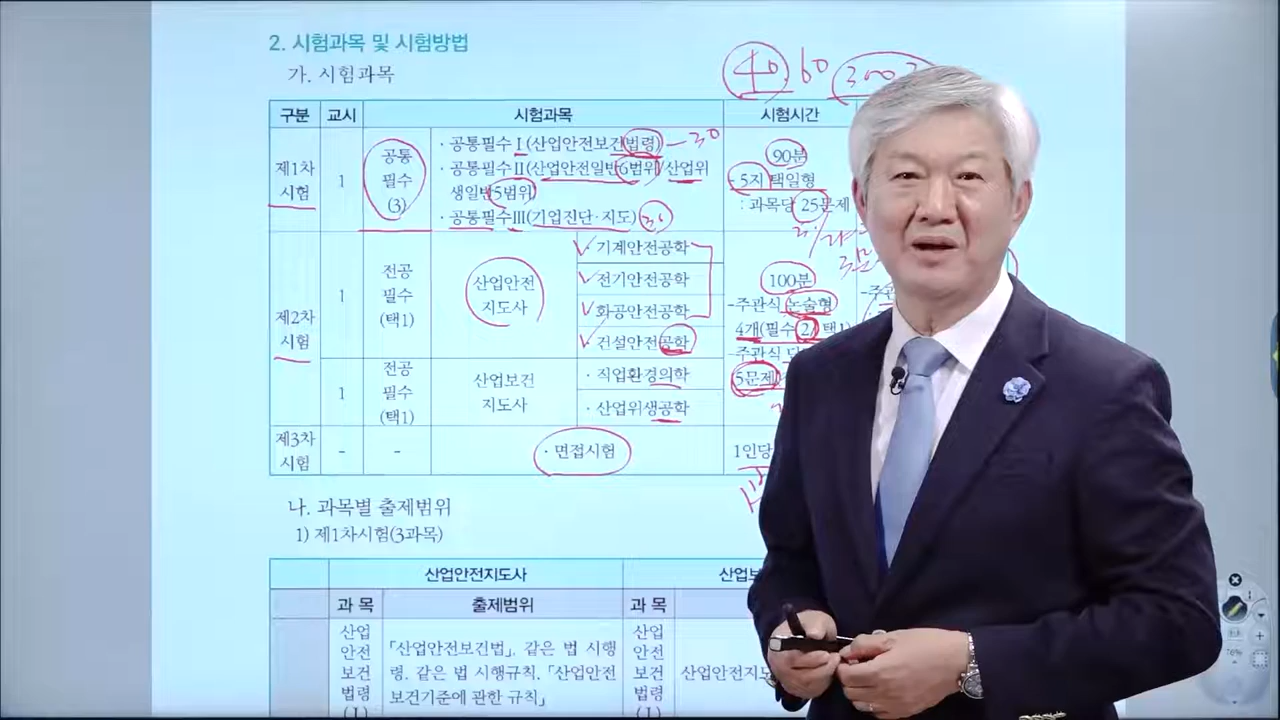 2. 시험과목 및 시험방법
가. 시험과목
40, 60
구분 교시 시험과목 시험시간
제1차 시험
1
공통 필수 (3)
· 공통필수 I (산업안전보건법령) - 30
· 공통필수 II (산업안전일반6범위/산업위
생일반5범위)
· 공통필수 III (기업진단·지도)
90분
- 5지 택일형
: 과목당 25문제
제2차 시험
1
전공 필수 (택1)
산업안전 지도사
· 기계안전공학
· 전기안전공학
· 화공안전공학
· 건설안전공학
100분
-주관식 논술형
4개(필수2/ 택1)
-주관식
5문제
1
전공 필수 (택1)
산업보건 지도사
· 직업환경의학
· 산업위생공학
제3차 시험
-
-
· 면접시험
1인당
나. 과목별 출제범위
1) 제1차시험(3과목)
산업안전지도사
과 목 출제범위 과 목
산업 안전 보건 법령 (I)
「산업안전보건법」, 같은 법 시행
령, 같은 법 시행규칙, 「산업안전
보건기준에 관한 규칙」
산업 안전 보건 법령 (I)
산업안전지도
76%